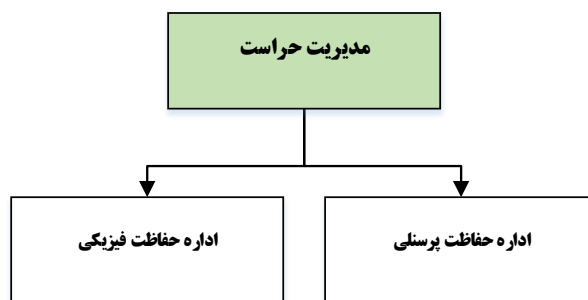 مدیریت حراست
اداره حفاظت پرسنلی
اداره حفاظت فیزیکی